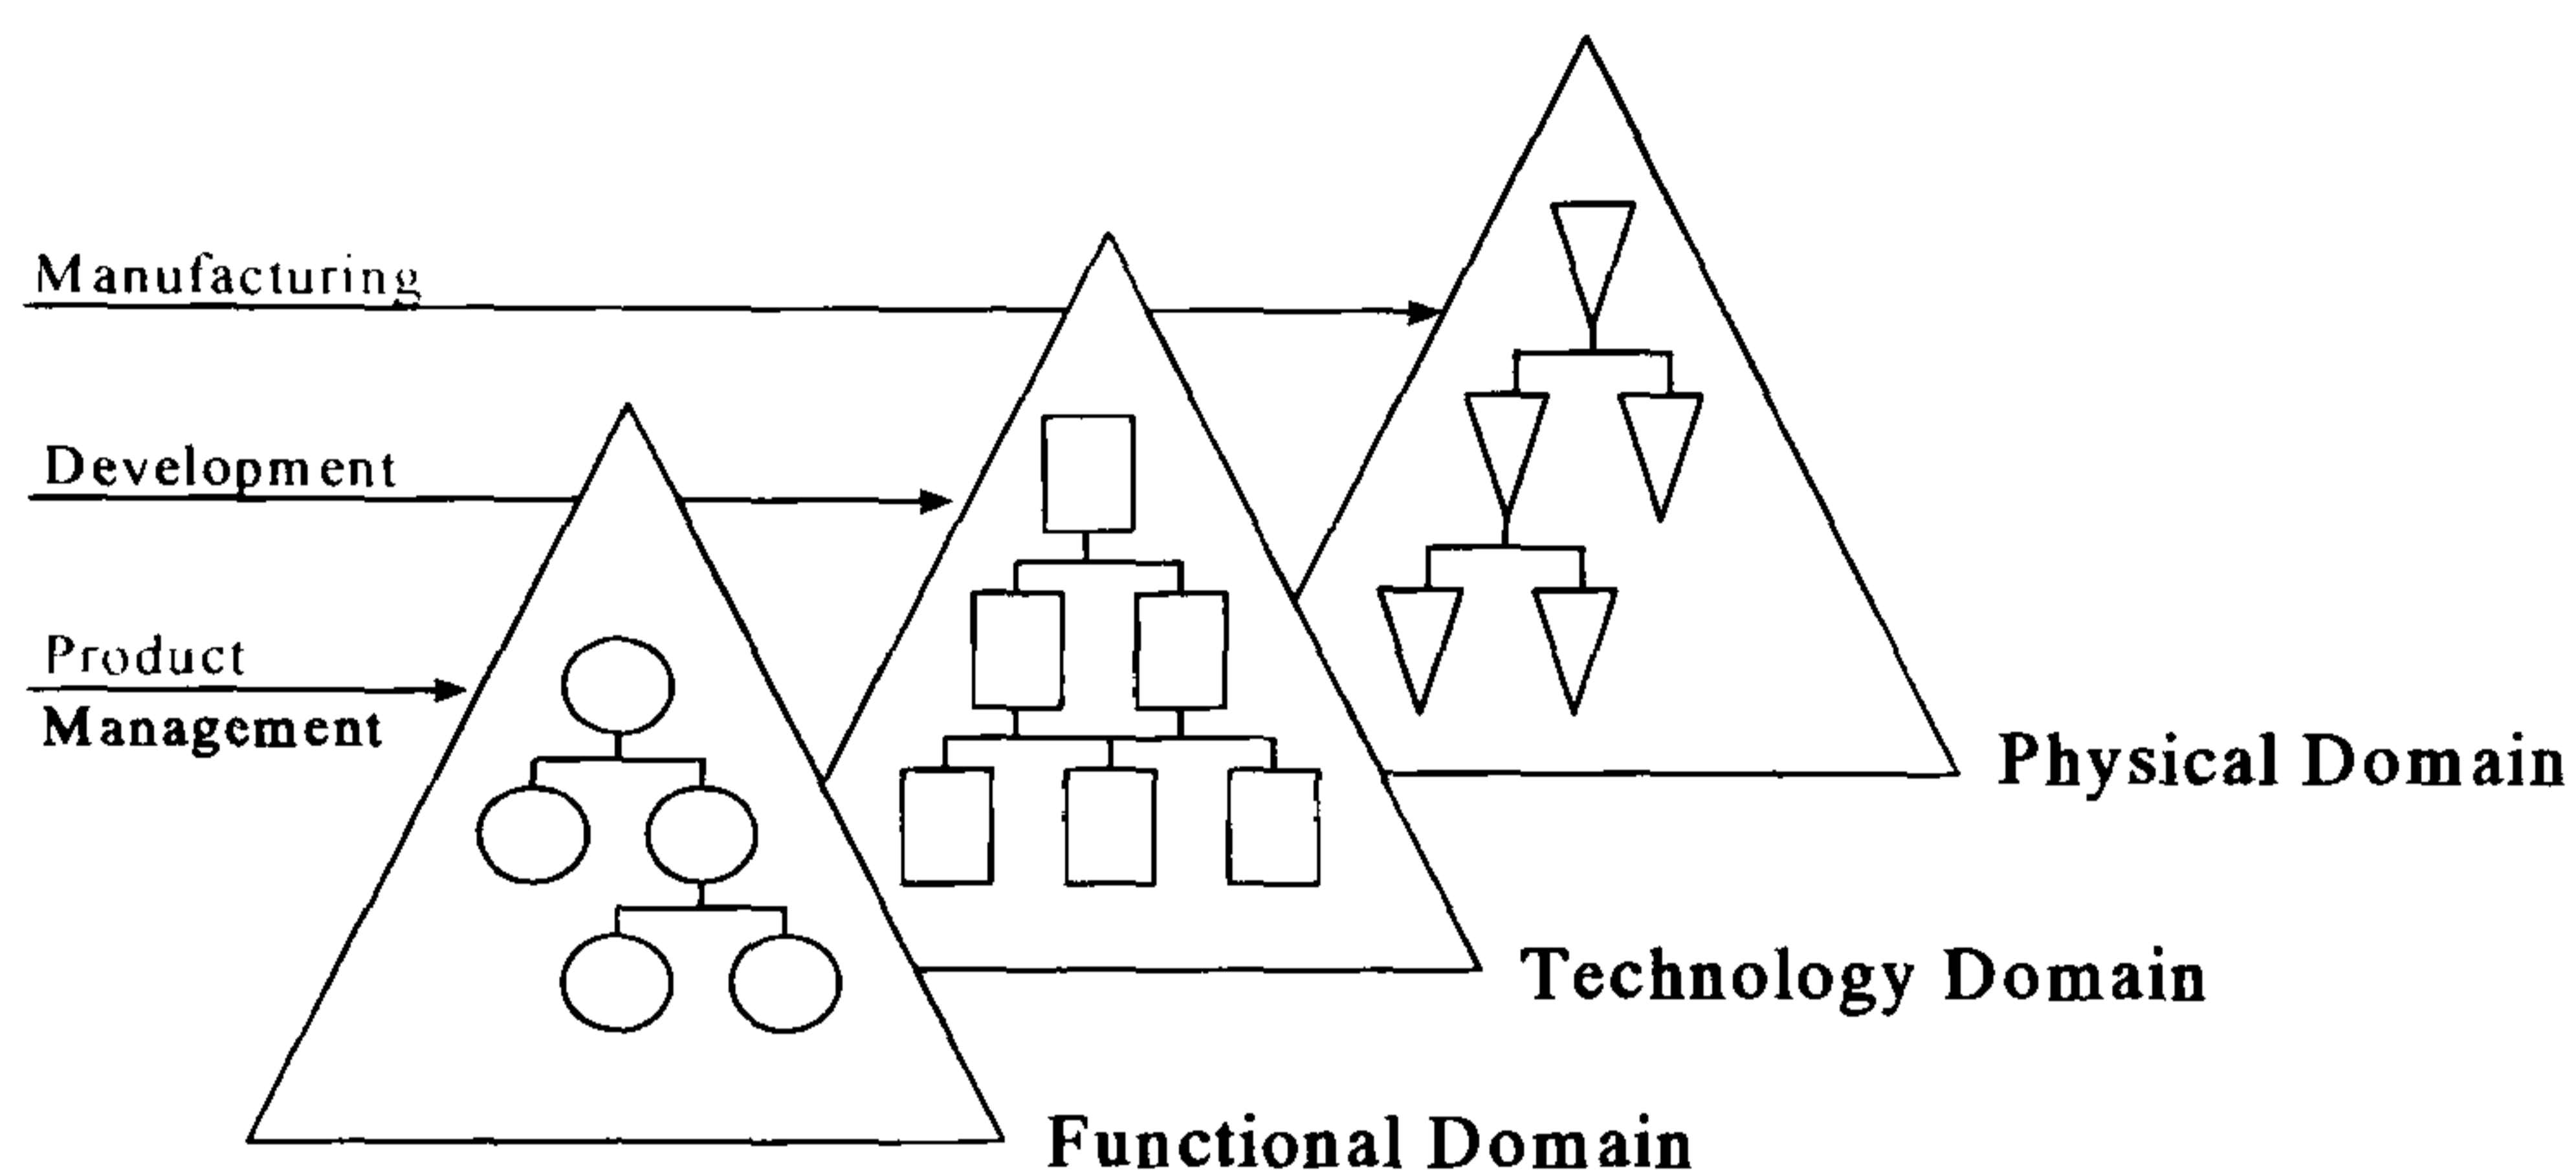 Manufacturing
Development
Product
Management
Physical Domain
Technology Domain
Functional Domain